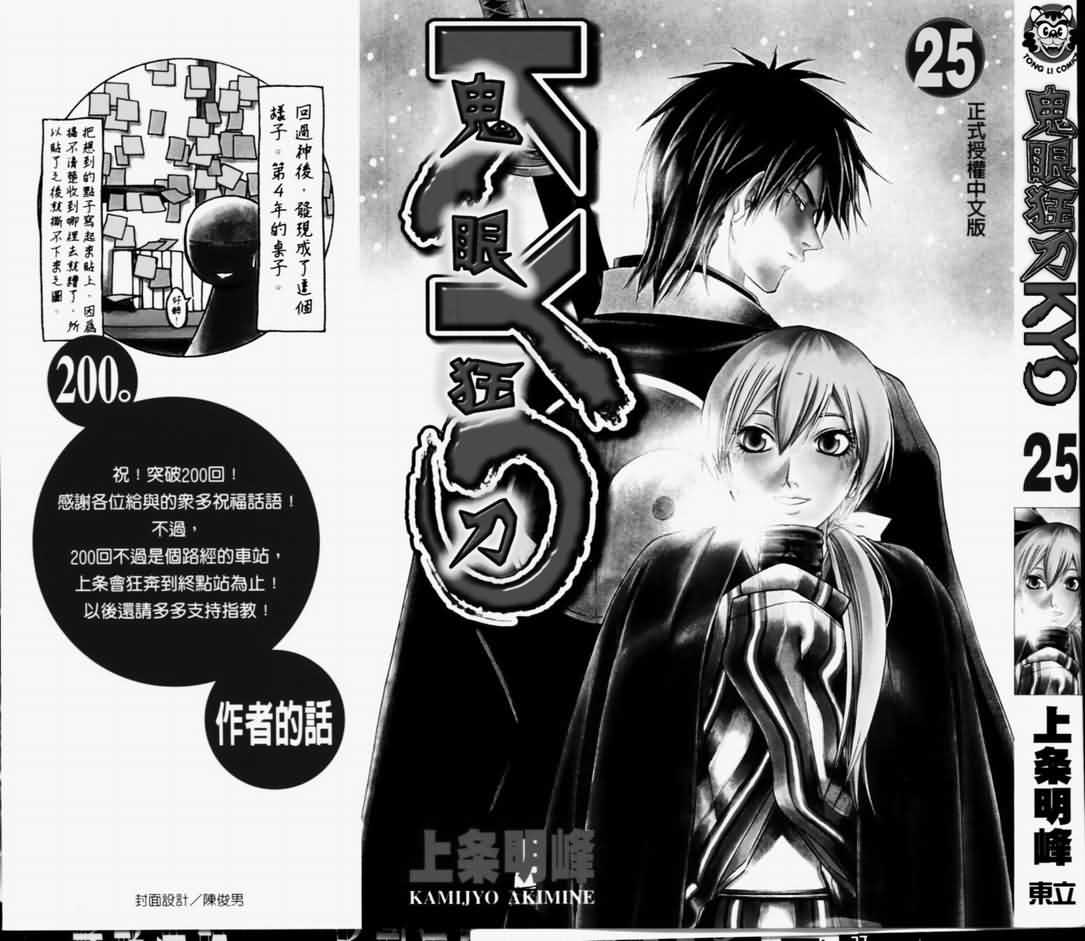 回過神後，發現成了這個
樣子。第4年的桌子。
把想到的點子寫起來貼上，因為
搞不清楚收到哪裡去就糟了，所
以貼了之後就撕不下來之圖。
好轉！
200。
祝！突破200回！
感謝各位給與的眾多祝福話語！
不過，
200回不過是個路經的車站，
上条會狂奔到終點站為止！
以後還請多多支持指教！
作者的話
封面設計／陳俊男
鬼眼狂刀
KYO
25
正式授權中文版
上条明峰
KAMIJYO AKIMINE
TONG LI COMICS
鬼眼狂刀KYO
25
上条明峰
東立